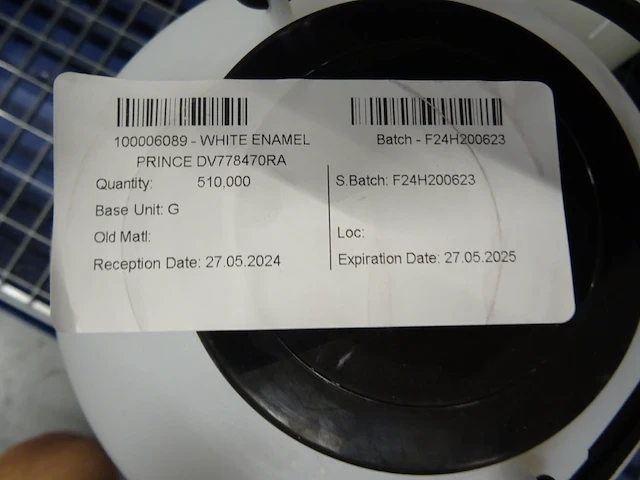 100006089 - WHITE ENAMEL
PRINCE DV778470RA
Batch - F24H200623
Quantity: 510,000
S.Batch: F24H200623
Base Unit: G
Old Matl:
Loc:
Reception Date: 27.05.2024
Expiration Date: 27.05.2025